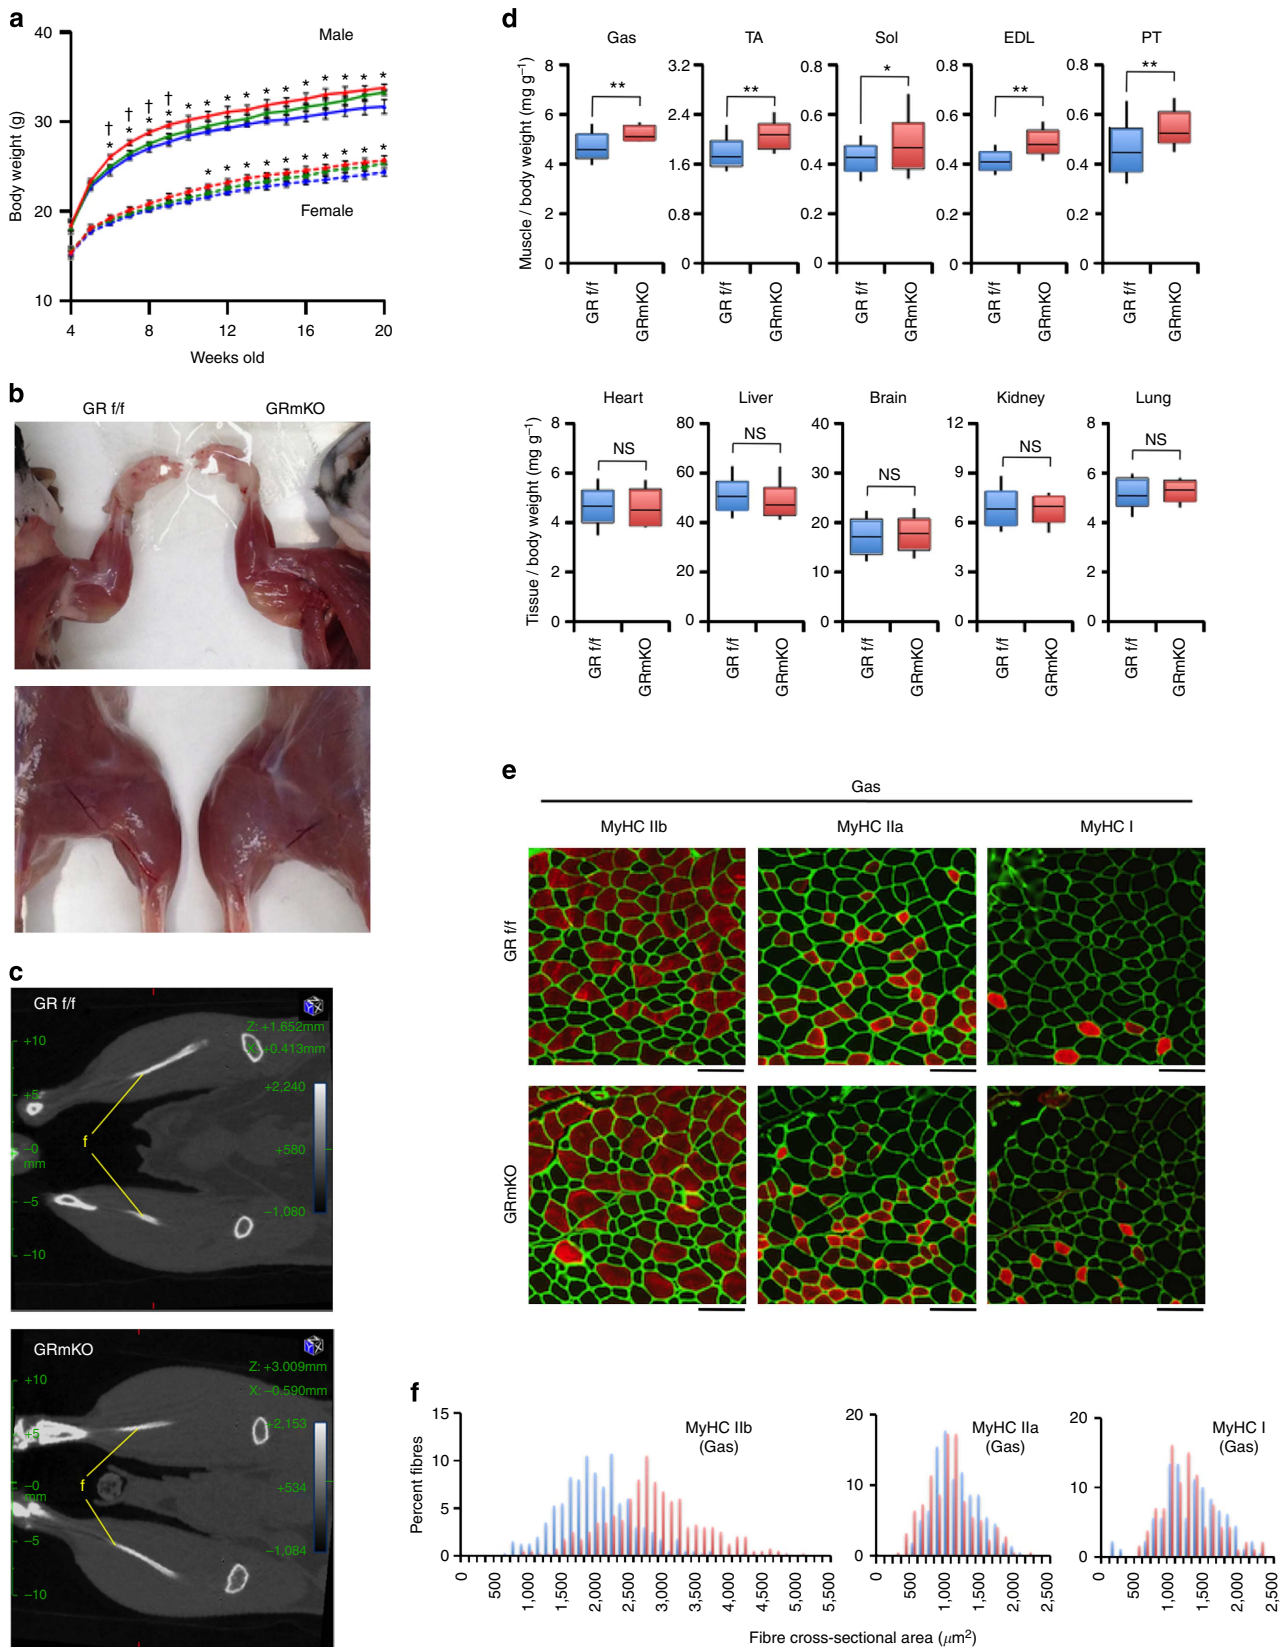 a
40
30
20
10
Body weight (g)
Male
Female
† † † †
* * * * * * * * * * * * * * *
* * * * * * * * * *
4 8 12 16 20
Weeks old
b
GR f/f GRmKO
c
GR f/f
Z: +1.652mm
X: +0.413mm
+10
+5
–0
mm
–5
–10
+2,240
+580
–1,080
f
GRmKO
Z: +3.009mm
X: –0.590mm
+10
+5
–0
mm
–5
–10
+2,153
+534
–1,084
f
d
Muscle / body weight (mg g–1)
Gas TA Sol EDL PT
** ** * ** **
8 6 4 2 0
3.2 2.4 1.6 0.8 0
0.8 0.6 0.4 0.2 0
0.8 0.6 0.4 0.2 0
0.8 0.6 0.4 0.2 0
GR f/f GRmKO GR f/f GRmKO GR f/f GRmKO GR f/f GRmKO GR f/f GRmKO
Tissue / body weight (mg g–1)
Heart Liver Brain Kidney Lung
NS NS NS NS NS
8 6 4 2 0
80 60 40 20 0
40 30 20 10 0
12 9 6 3 0
8 6 4 2 0
GR f/f GRmKO GR f/f GRmKO GR f/f GRmKO GR f/f GRmKO GR f/f GRmKO
e
Gas
MyHC IIb MyHC IIa MyHC I
GR f/f
GRmKO
f
Percent fibres
MyHC IIb
(Gas)
15 10 5 0
0 500 1,000 1,500 2,000 2,500 3,000 3,500 4,000 4,500 5,000 5,500
MyHC IIa
(Gas)
20 10 0
0 500 1,000 1,500 2,000 2,500
MyHC I
(Gas)
20 10 0
0 500 1,000 1,500 2,000 2,500
Fibre cross-sectional area (μm2)